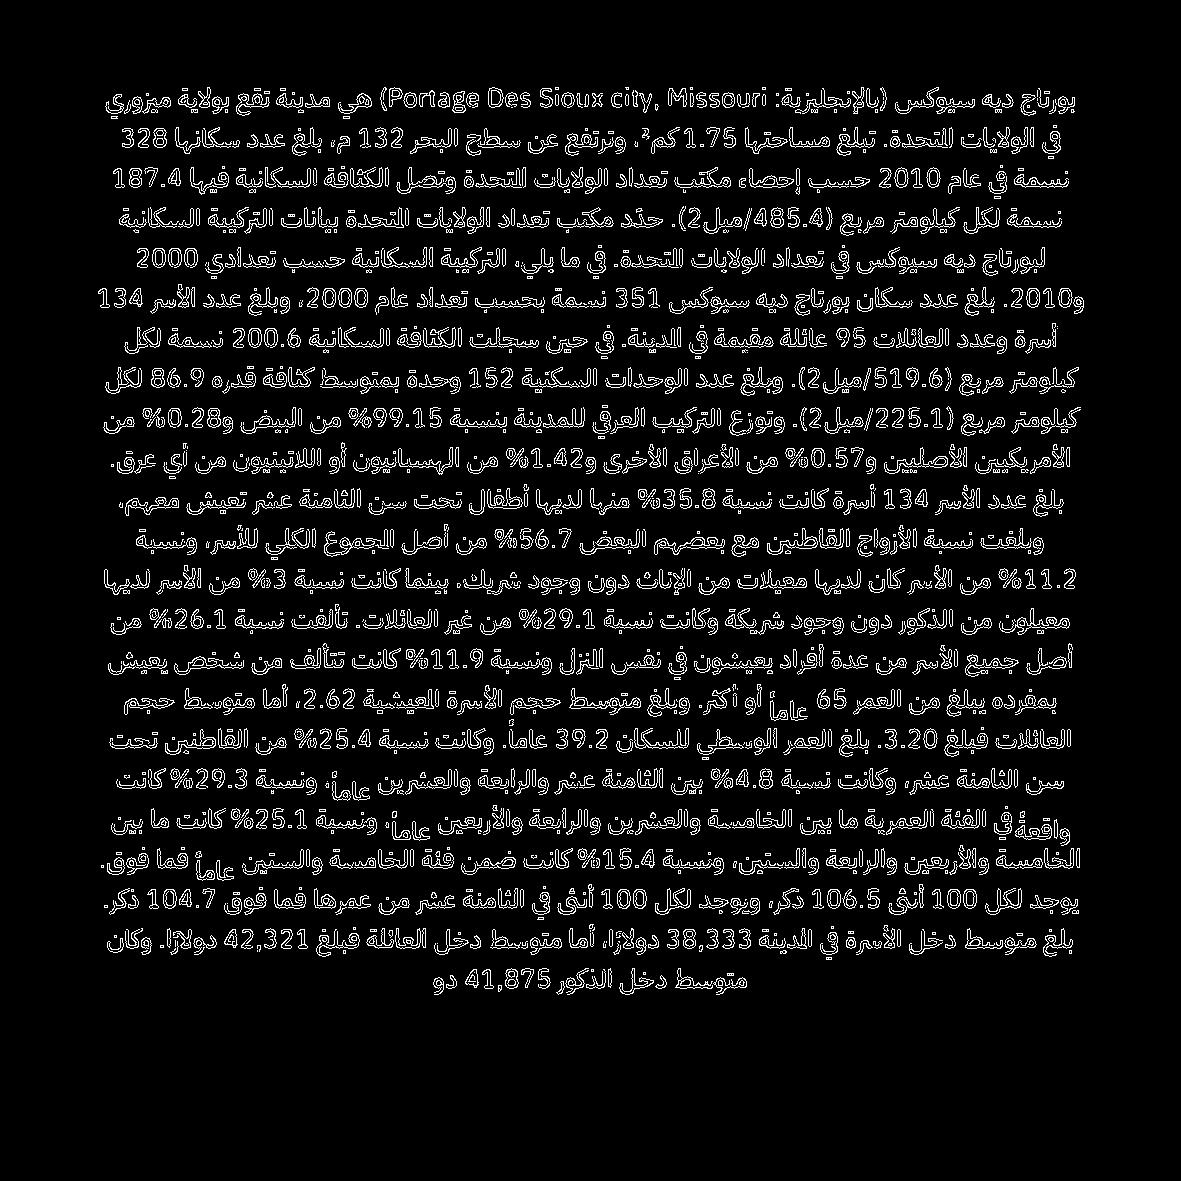 بورتاج ديه سيوكس (بالإنجليزية: Portage Des Sioux city, Missouri) هي مدينة تقع بولاية ميزوري
في الولايات المتحدة. تبلغ مساحتها 1.75 كم²، وترتفع عن سطح البحر 132 م، بلغ عدد سكانها 328
نسمة في عام 2010 حسب إحصاء مكتب تعداد الولايات المتحدة وتصل الكثافة السكانية فيها 187.4
نسمة لكل كيلومتر مربع (485.4/ميل2). حدّد مكتب تعداد الولايات المتحدة بيانات التركيبة السكانية
لبورتاج ديه سيوكس في تعداد الولايات المتحدة. في ما يلي، التركيبة السكانية حسب تعدادي 2000
و2010. بلغ عدد سكان بورتاج ديه سيوكس 351 نسمة بحسب تعداد عام 2000، وبلغ عدد الأسر 134
أسرة وعدد العائلات 95 عائلة مقيمة في المدينة. في حين سجلت الكثافة السكانية 200.6 نسمة لكل
كيلومتر مربع (519.6/ميل2). وبلغ عدد الوحدات السكنية 152 وحدة بمتوسط كثافة قدره 86.9 لكل
كيلومتر مربع (225.1/ميل2). وتوزع التركيب العرقي للمدينة بنسبة 99.15% من البيض و0.28% من
الأمريكيين الأصليين و0.57% من الأعراق الأخرى و1.42% من الهسبانيون أو اللاتينيون من أي عرق.
بلغ عدد الأسر 134 أسرة كانت نسبة 35.8% منها لديها أطفال تحت سن الثامنة عشر تعيش معهم،
وبلغت نسبة الأزواج القاطنين مع بعضهم البعض 56.7% من أصل المجموع الكلي للأسر، ونسبة
11.2% من الأسر كان لديها معيلات من الإناث دون وجود شريك، بينما كانت نسبة 3% من الأسر لديها
معيلون من الذكور دون وجود شريكة وكانت نسبة 29.1% من غير العائلات. تألفت نسبة 26.1% من
أصل جميع الأسر من عدة أفراد يعيشون في نفس المنزل ونسبة 11.9% كانت تتألف من شخص يعيش
بمفرده يبلغ من العمر 65 عاماً أو أكثر. وبلغ متوسط حجم الأسرة المعيشية 2.62، أما متوسط حجم
العائلات فبلغ 3.20. بلغ العمر الوسطي للسكان 39.2 عاماً. وكانت نسبة 25.4% من القاطنين تحت
سن الثامنة عشر، وكانت نسبة 4.8% بين الثامنة عشر والرابعة والعشرين عاماً، ونسبة 29.3% كانت
واقعةً في الفئة العمرية ما بين الخامسة والعشرين والرابعة والأربعين عاماً، ونسبة 25.1% كانت ما بين
الخامسة والأربعين والرابعة والستين، ونسبة 15.4% كانت ضمن فئة الخامسة والستين عاماً فما فوق.
يوجد لكل 100 أنثى 106.5 ذكر، ويوجد لكل 100 أنثى في الثامنة عشر من عمرها فما فوق 104.7 ذكر.
بلغ متوسط دخل الأسرة في المدينة 38,333 دولارًا، أما متوسط دخل العائلة فبلغ 42,321 دولارًا. وكان
متوسط دخل الذكور 41,875 دو